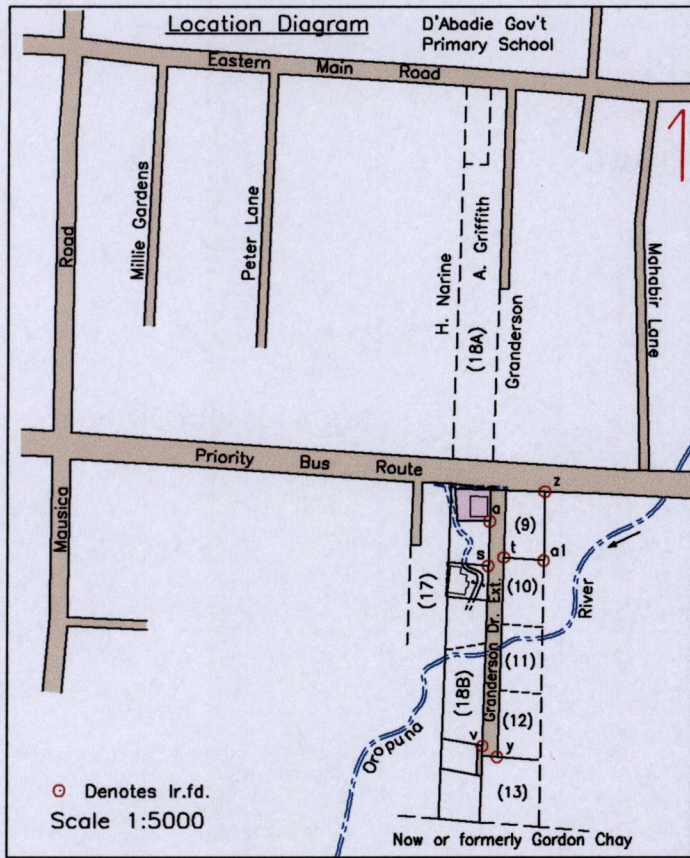 Location Diagram
D'Abadie Gov't
Primary School
Eastern Main Road
Road
Millie Gardens
Peter Lane
H. Narine
(18A)
A. Griffith
Granderson
Mahabir Lane
1
Priority Bus Route
Mausica
z
a
(9)
s
t
a1
(17)
(10)
Granderson Dr. Ext.
River
(11)
(18B)
(12)
Oropuna
v
y
(13)
Denotes Ir.fd.
Scale 1:5000
Now or formerly Gordon Chay